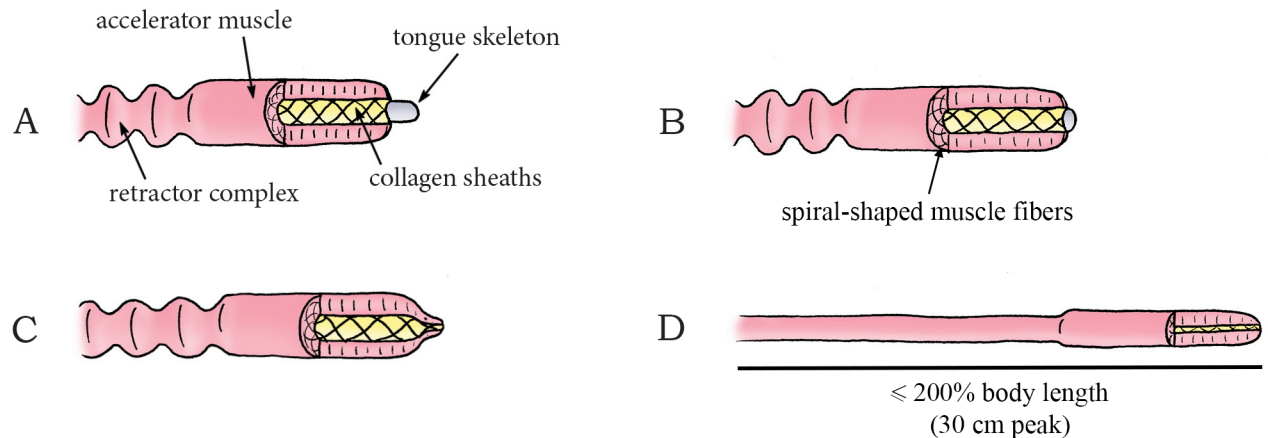 accelerator muscle
tongue skeleton
A
retractor complex
collagen sheaths
B
spiral-shaped muscle fibers
C
D
⩽ 200% body length
(30 cm peak)